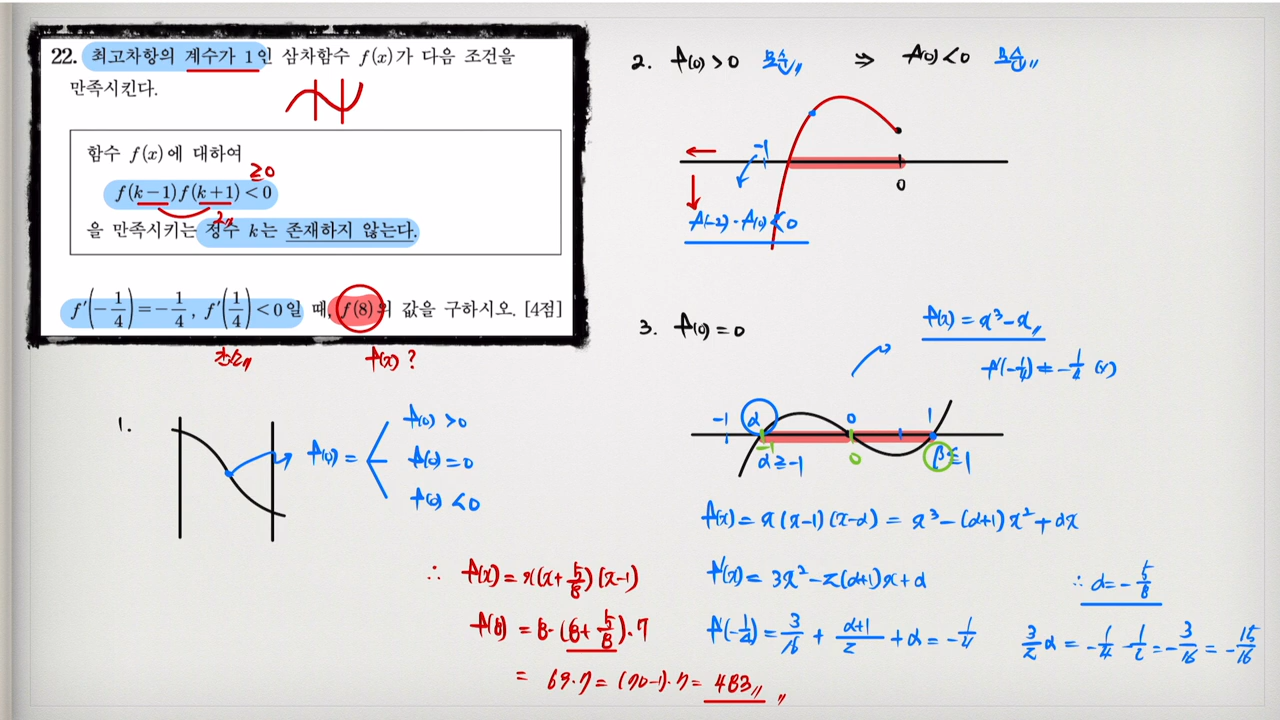 22. 최고차항의 계수가 1인 삼차함수 f(x)가 다음 조건을
만족시킨다.
함수 f(x)에 대하여
≥0
f(k−1)f(k+1)<0
을 만족시키는 정수 k는 존재하지 않는다.
f′(−1/4)=−1/4, f′(1/4)<0일 때, f(8)의 값을 구하시오. [4점]
f(x) ?
1.
f(0) =
f(0) >0
f(0) =0
f(0) <0
2. f(0) >0 모순 ⇒ f(0) <0 모순
-1
0
f(-2)·f(0) <0
3. f(0) = 0
f(x) = x³-x
f′(-1/4) ≠ -1/4 (x)
-1 α 0 1
-1 0 β≤1
α≥-1
f(x) = x(x-1)(x-α) = x³-(α+1)x²+αx
f′(x) = 3x²-2(α+1)x+α
f′(-1/4) = 3/16 + (α+1)/2 + α = -1/4
3/2 α = -1/4 - 1/2 - 3/16 = -15/16
∴ α = -5/8
∴ f(x) = x(x+5/8)(x-1)
f(8) = 8·(8+5/8)·7
= 69·7 = (70-1)·7 = 483